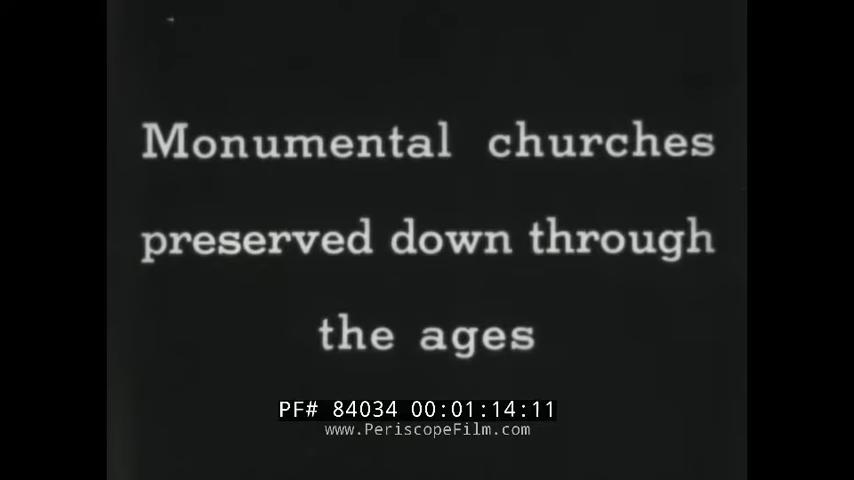 Monumental churches
preserved down through
the ages
PF# 84034 00:01:14:11
www.PeriscopeFilm.com